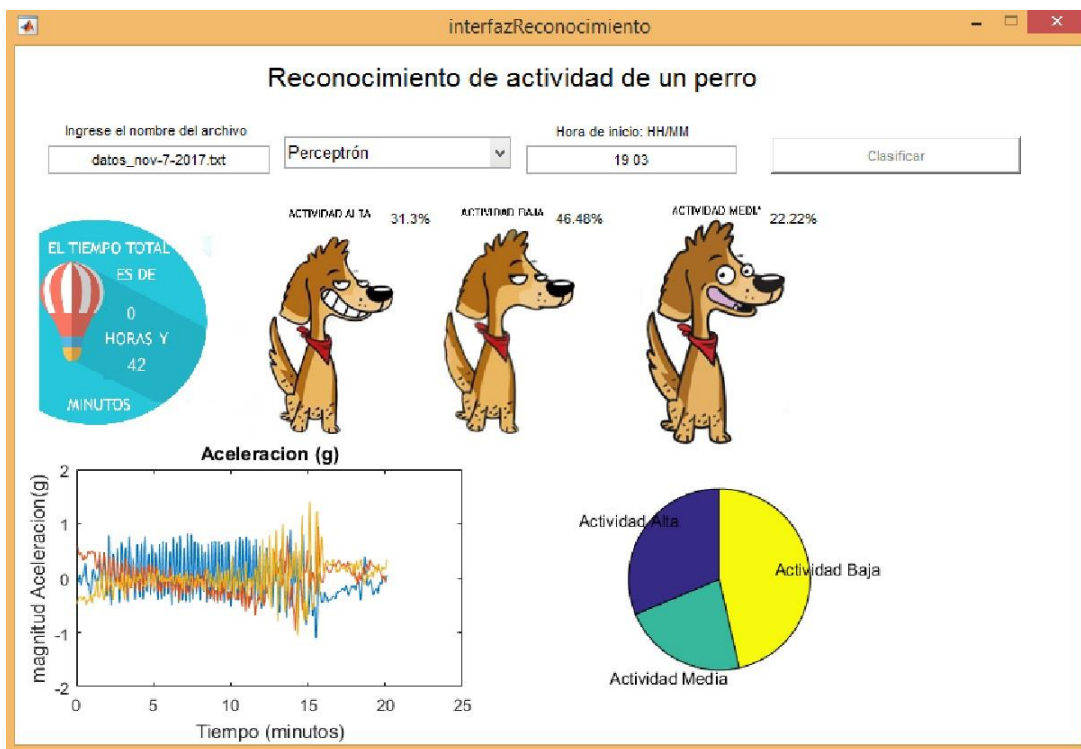 interfazReconocimiento
Reconocimiento de actividad de un perro
Ingrese el nombre del archivo
datos_nov-7-2017.txt
Perceptrón
Hora de inicio: HH/MM
19 03
Clasificar
EL TIEMPO TOTAL
ES DE
0
HORAS Y
42
MINUTOS
ACTIVIDAD ALTA 31.3%
ACTIVIDAD BAJA 46.48%
ACTIVIDAD MEDI 22.22%
Aceleracion (g)
magnitud Aceleracion(g)
2
1
0
-1
-2
0 5 10 15 20 25
Tiempo (minutos)
Actividad Alta
Actividad Baja
Actividad Media